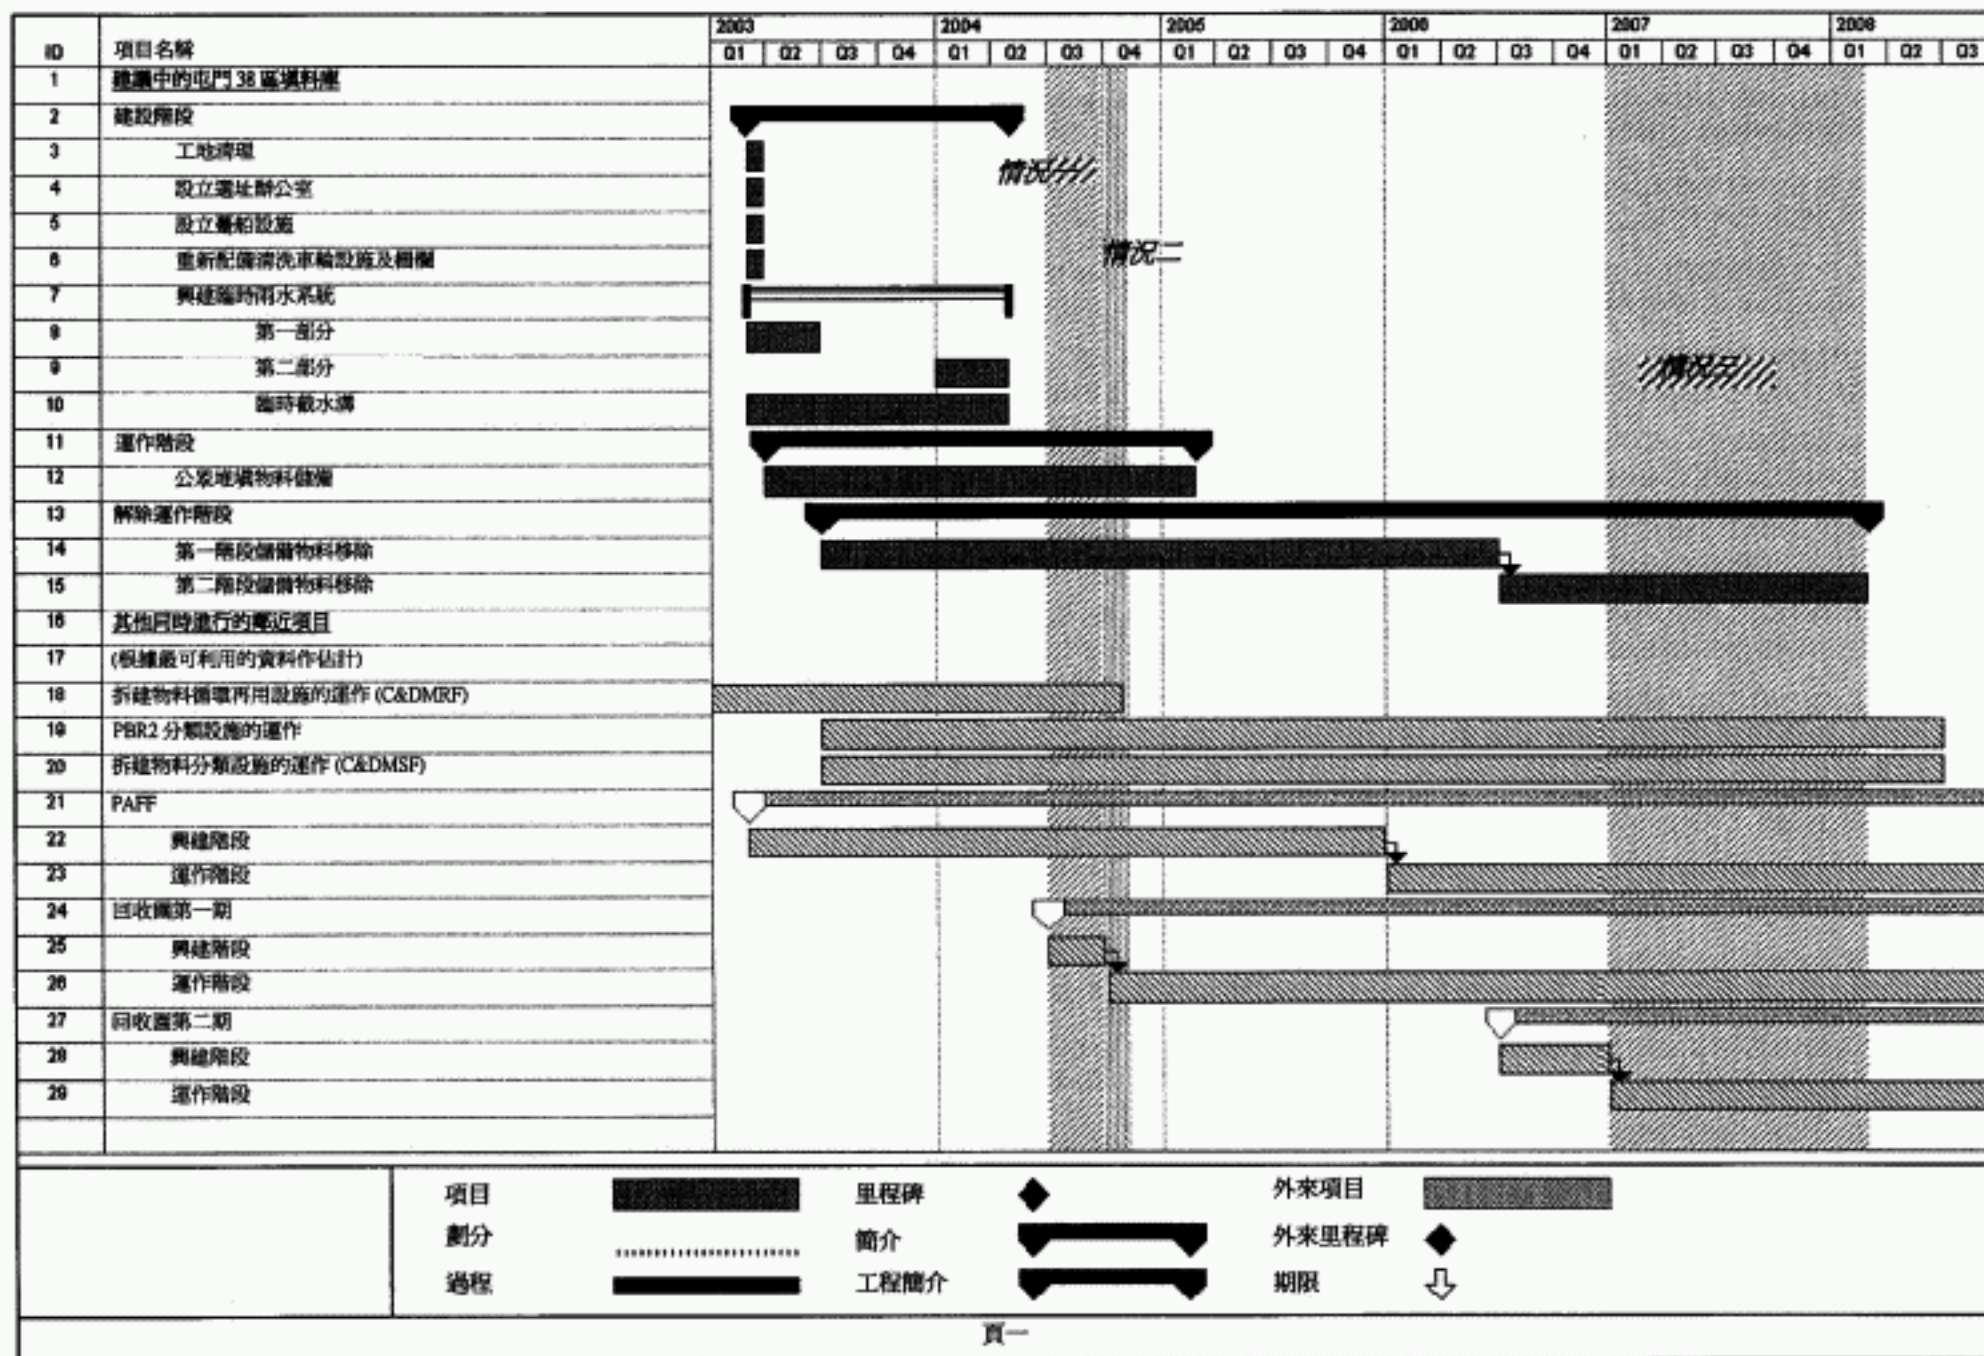 2003 2004 2005 2006 2007 2008
ID 項目名稱 Q1 Q2 Q3 Q4 Q1 Q2 Q3 Q4 Q1 Q2 Q3 Q4 Q1 Q2 Q3 Q4 Q1 Q2 Q3 Q4 Q1 Q2 Q3
1 建議中的屯門 38 區填料庫
2 建設階段
3 工地清理
情況一
4 設立選址辦公室
5 設立躉船設施
情況二
6 重新配備清洗車輪設施及柵欄
7 興建臨時雨水系統
8 第一部分
9 第二部分
情況三
10 臨時截水溝
11 運作階段
12 公眾堆填物料儲備
13 解除運作階段
14 第一階段儲備物料移除
15 第二階段儲備物料移除
16 其他同時進行的鄰近項目
17 (根據最可利用的資料作估計)
18 拆建物料循環再用設施的運作 (C&DMRF)
19 PBR2 分類設施的運作
20 拆建物料分類設施的運作 (C&DMSF)
21 PAFF
22 興建階段
23 運作階段
24 回收園第一期
25 興建階段
26 運作階段
27 回收園第二期
28 興建階段
29 運作階段
項目 里程碑 外來項目
劃分 簡介 外來里程碑
過程 工程簡介 期限
頁一